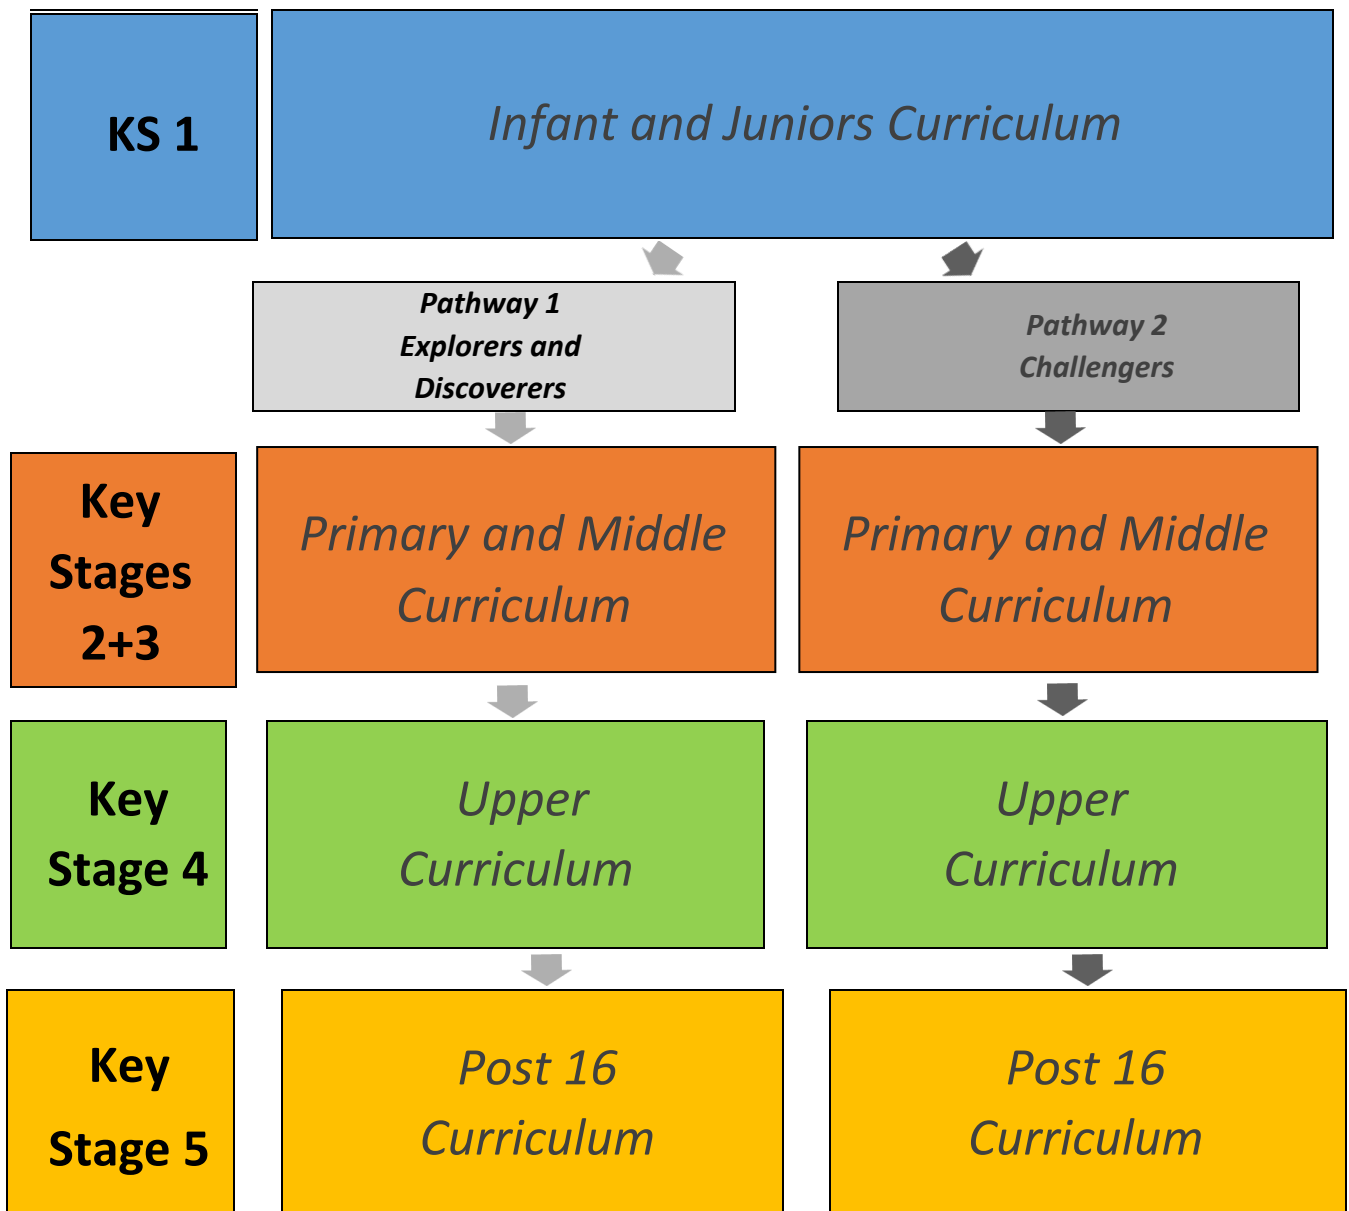 KS 1
Infant and Juniors Curriculum
Pathway 1
Explorers and
Discoverers
Pathway 2
Challengers
Key
Stages
2+3
Primary and Middle
Curriculum
Primary and Middle
Curriculum
Key
Stage 4
Upper
Curriculum
Upper
Curriculum
Key
Stage 5
Post 16
Curriculum
Post 16
Curriculum